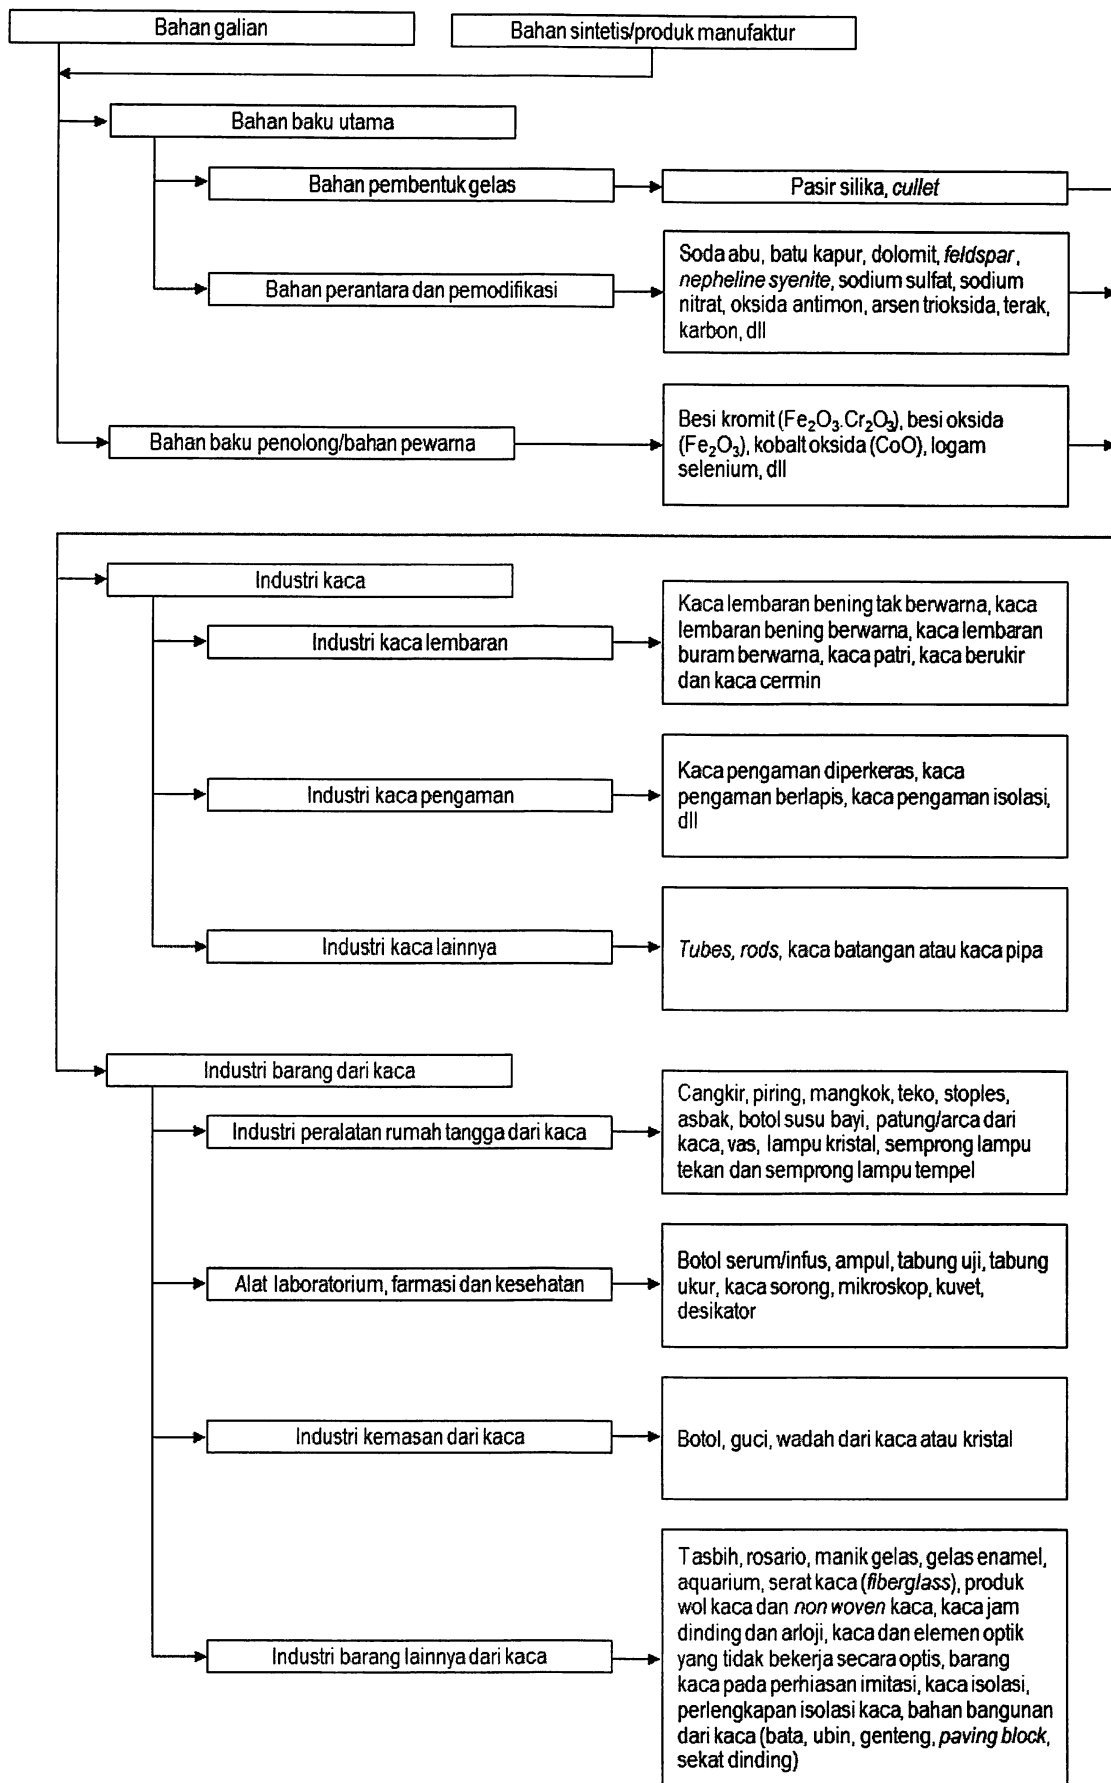 Bahan galian
Bahan sintetis/produk manufaktur
Bahan baku utama
Bahan pembentuk gelas
Pasir silika, cullet
Bahan perantara dan pemodifikasi
Soda abu, batu kapur, dolomit, feldspar,
nepheline syenite, sodium sulfat, sodium
nitrat, oksida antimon, arsen trioksida, terak,
karbon, dll
Bahan baku penolong/bahan pewarna
Besi kromit (Fe₂O₃.Cr₂O₃), besi oksida
(Fe₂O₃), kobalt oksida (CoO), logam
selenium, dll
Industri kaca
Industri kaca lembaran
Kaca lembaran bening tak berwarna, kaca
lembaran bening berwarna, kaca lembaran
buram berwarna, kaca patri, kaca berukir
dan kaca cermin
Industri kaca pengaman
Kaca pengaman diperkeras, kaca
pengaman berlapis, kaca pengaman isolasi,
dll
Industri kaca lainnya
Tubes, rods, kaca batangan atau kaca pipa
Industri barang dari kaca
Industri peralatan rumah tangga dari kaca
Cangkir, piring, mangkok, teko, stoples,
asbak, botol susu bayi, patung/arca dari
kaca, vas, lampu kristal, semprong lampu
tekan dan semprong lampu tempel
Alat laboratorium, farmasi dan kesehatan
Botol serum/infus, ampul, tabung uji, tabung
ukur, kaca sorong, mikroskop, kuvet,
desikator
Industri kemasan dari kaca
Botol, guci, wadah dari kaca atau kristal
Industri barang lainnya dari kaca
Tasbih, rosario, manik gelas, gelas enamel,
aquarium, serat kaca (fiberglass), produk
wol kaca dan non woven kaca, kaca jam
dinding dan arloji, kaca dan elemen optik
yang tidak bekerja secara optis, barang
kaca pada perhiasan imitasi, kaca isolasi,
perlengkapan isolasi kaca, bahan bangunan
dari kaca (bata, ubin, genteng, paving block,
sekat dinding)